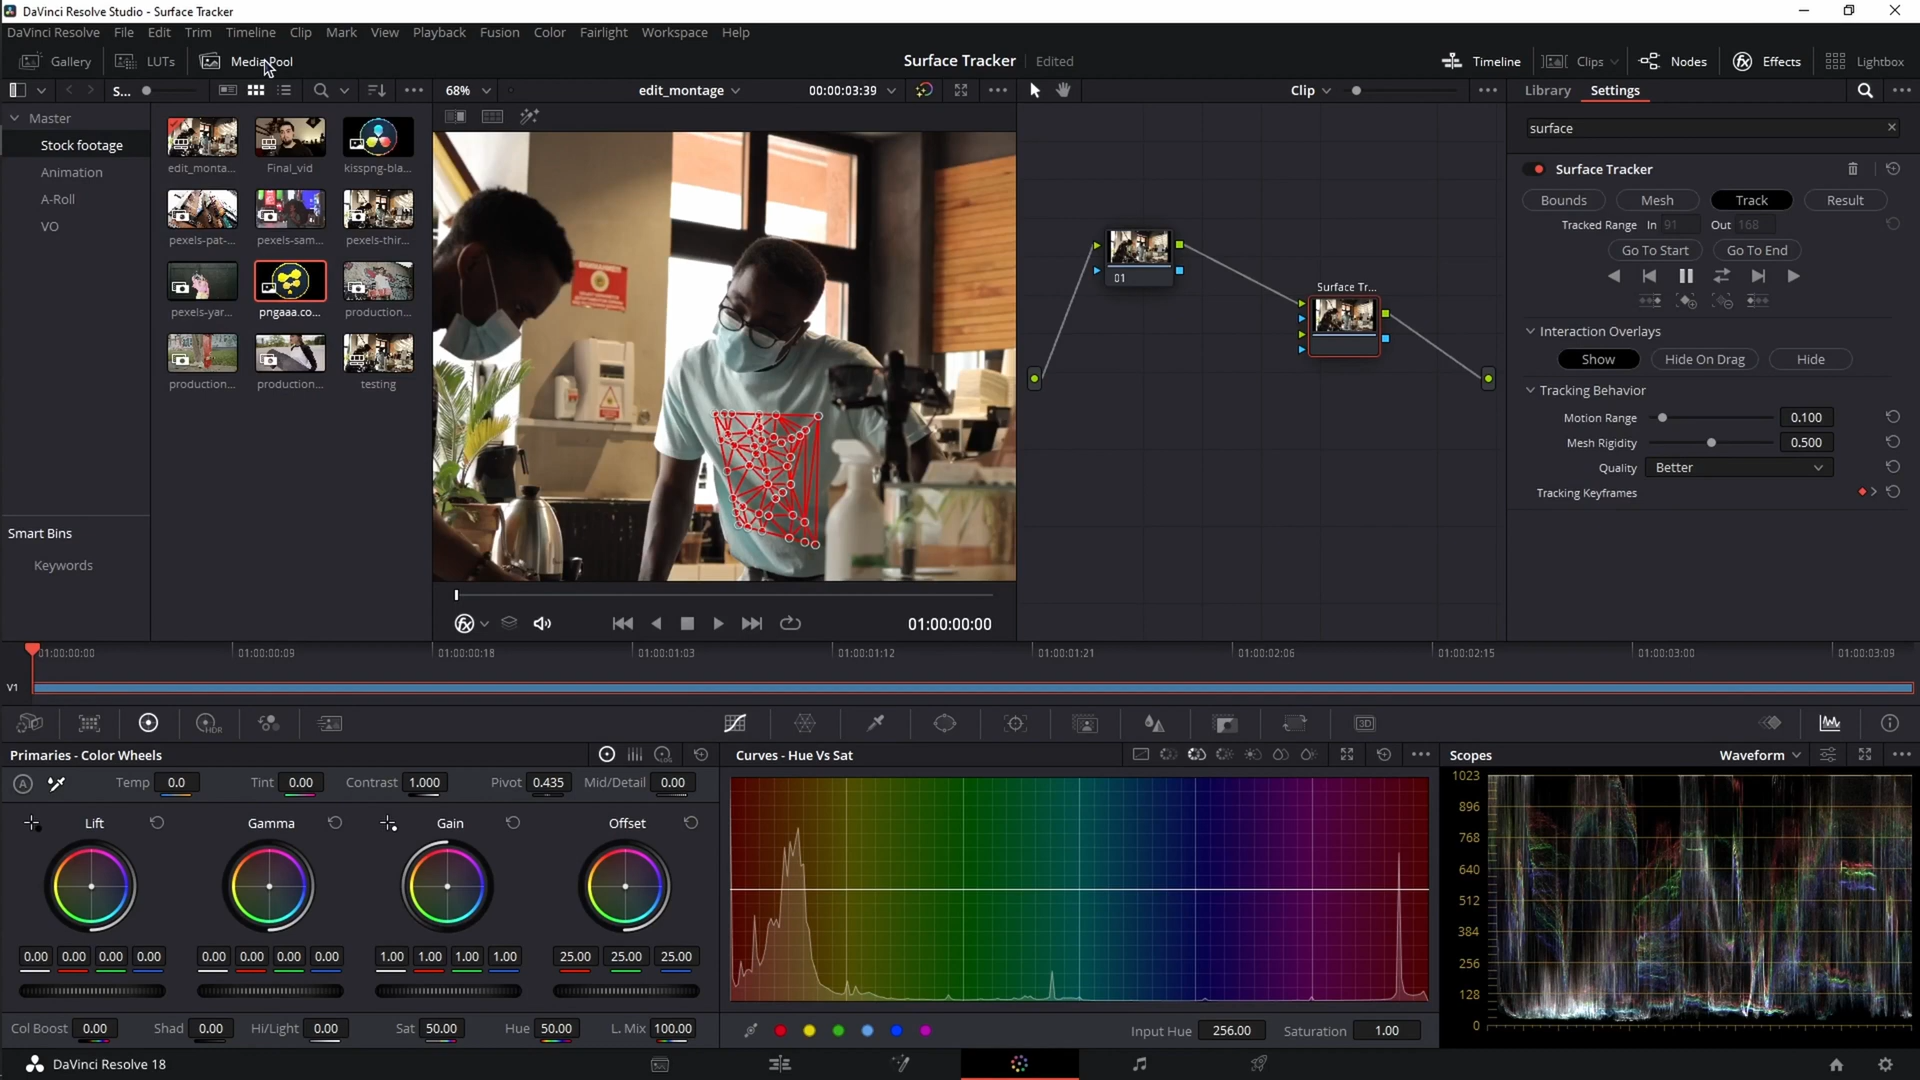 DaVinci Resolve Studio - Surface Tracker
DaVinci Resolve File Edit Trim Timeline Clip Mark View Playback Fusion Color Fairlight Workspace Help
Gallery LUTs Media Pool Surface Tracker Edited Timeline Clips Nodes Effects Lightbox
S... 68% edit_montage 00:00:03:39 Clip Library Settings
Master
Stock footage
Animation
A-Roll
VO
edit_monta... Final_vid kisspng-bla...
pexels-pat-... pexels-sam... pexels-thir...
pexels-yar... pngaaa.co... production...
production... production... testing
Smart Bins
Keywords
01
Surface Tr...
surface
Surface Tracker
Bounds Mesh Track Result
Tracked Range In 91 Out 168
Go To Start Go To End
Interaction Overlays
Show Hide On Drag Hide
Tracking Behavior
Motion Range 0.100
Mesh Rigidity 0.500
Quality Better
Tracking Keyframes
01:00:00:00
01:00:00:00 01:00:00:09 01:00:00:18 01:00:01:03 01:00:01:12 01:00:01:21 01:00:02:06 01:00:02:15 01:00:03:00 01:00:03:09
V1
HDR
3D
Primaries - Color Wheels
LOG
A Temp 0.0 Tint 0.00 Contrast 1.000 Pivot 0.435 Mid/Detail 0.00
Lift Gamma Gain Offset
0.00 0.00 0.00 0.00 0.00 0.00 0.00 0.00 1.00 1.00 1.00 1.00 25.00 25.00 25.00
Col Boost 0.00 Shad 0.00 Hi/Light 0.00 Sat 50.00 Hue 50.00 L. Mix 100.00
Curves - Hue Vs Sat
Input Hue 256.00 Saturation 1.00
Scopes Waveform
1023
896
768
640
512
384
256
128
0
DaVinci Resolve 18